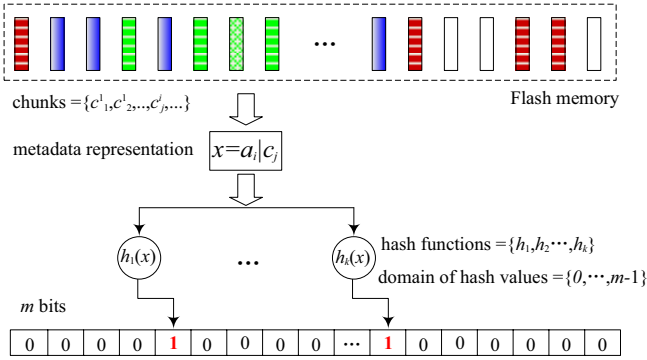 ...
chunks ={c¹₁,c¹₂,..,cⁱⱼ,...}
Flash memory
metadata representation
x=aᵢ|cⱼ
h₁(x) ... hₖ(x)
hash functions ={h₁,h₂···,hₖ}
domain of hash values ={0,···,m-1}
m bits
0 0 0 0 1 0 0 0 0 ... 1 0 0 0 0 0 0